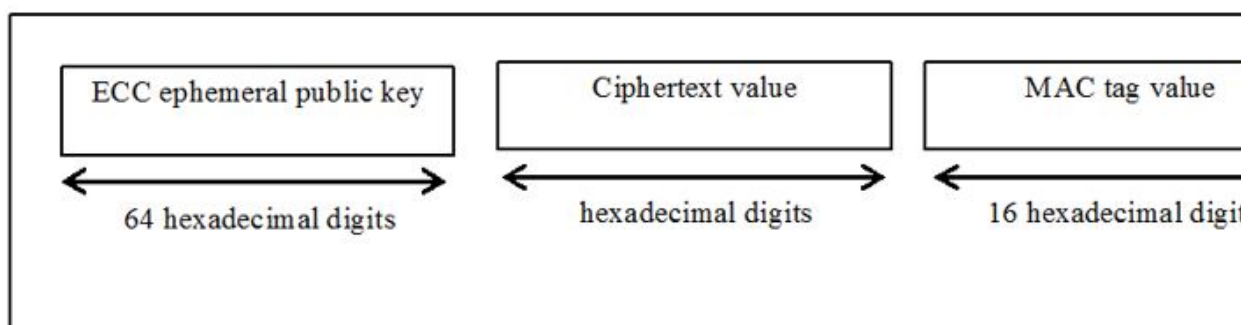 ECC ephemeral public key
Ciphertext value
MAC tag value
64 hexadecimal digits
hexadecimal digits
16 hexadecimal digit